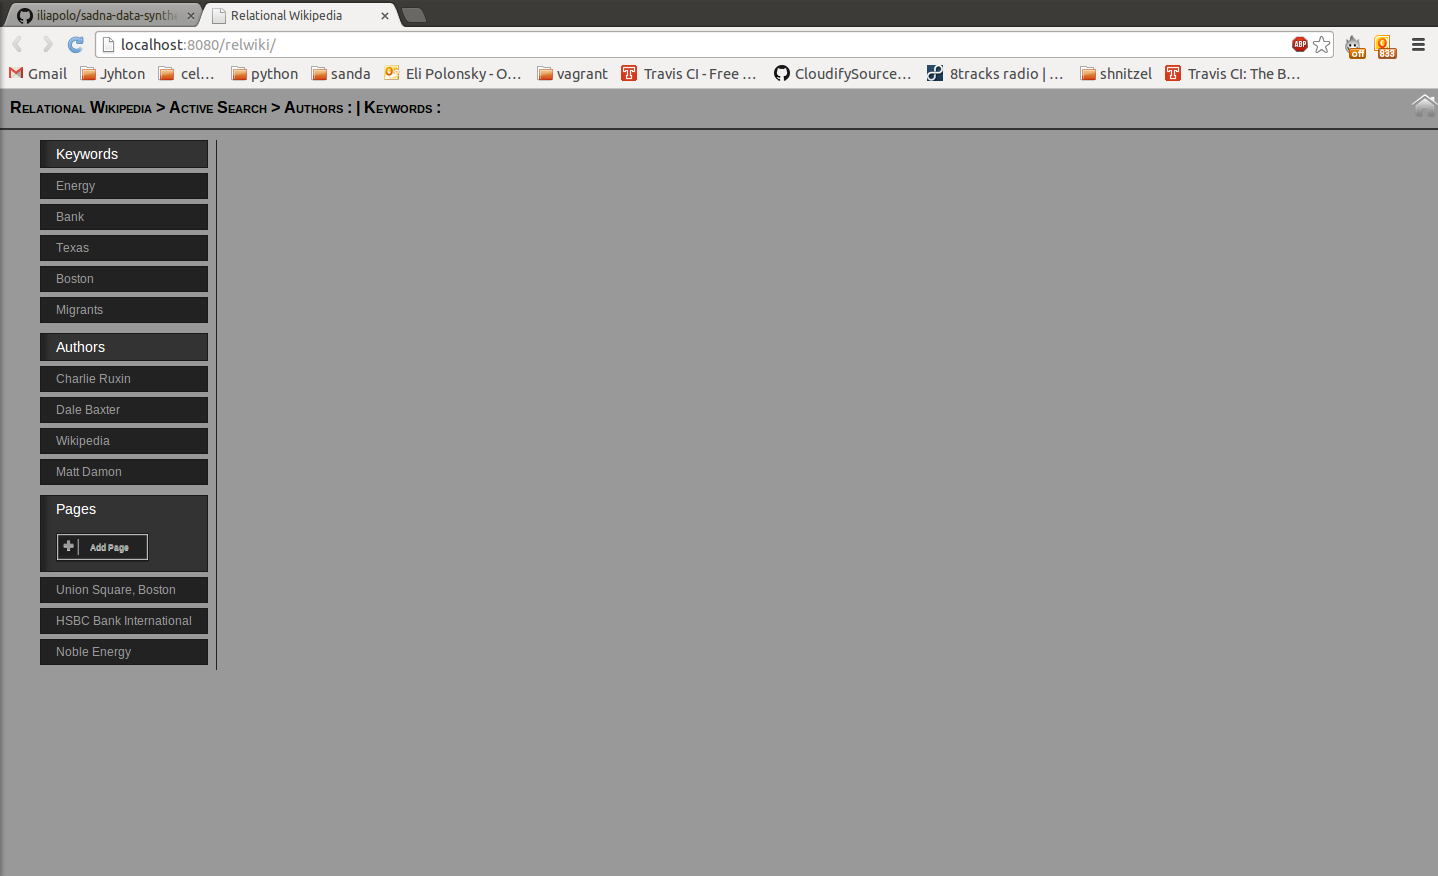 iliapolo/sadna-data-synthe
Relational Wikipedia
localhost:8080/relwiki/
ABP
off
833
Gmail Jyhton cel... python sanda Eli Polonsky - O... vagrant Travis CI - Free ... CloudifySource... 8tracks radio | ... shnitzel Travis CI: The B...
Relational Wikipedia > Active Search > Authors : | Keywords :
Keywords
Energy
Bank
Texas
Boston
Migrants
Authors
Charlie Ruxin
Dale Baxter
Wikipedia
Matt Damon
Pages
Add Page
Union Square, Boston
HSBC Bank International
Noble Energy